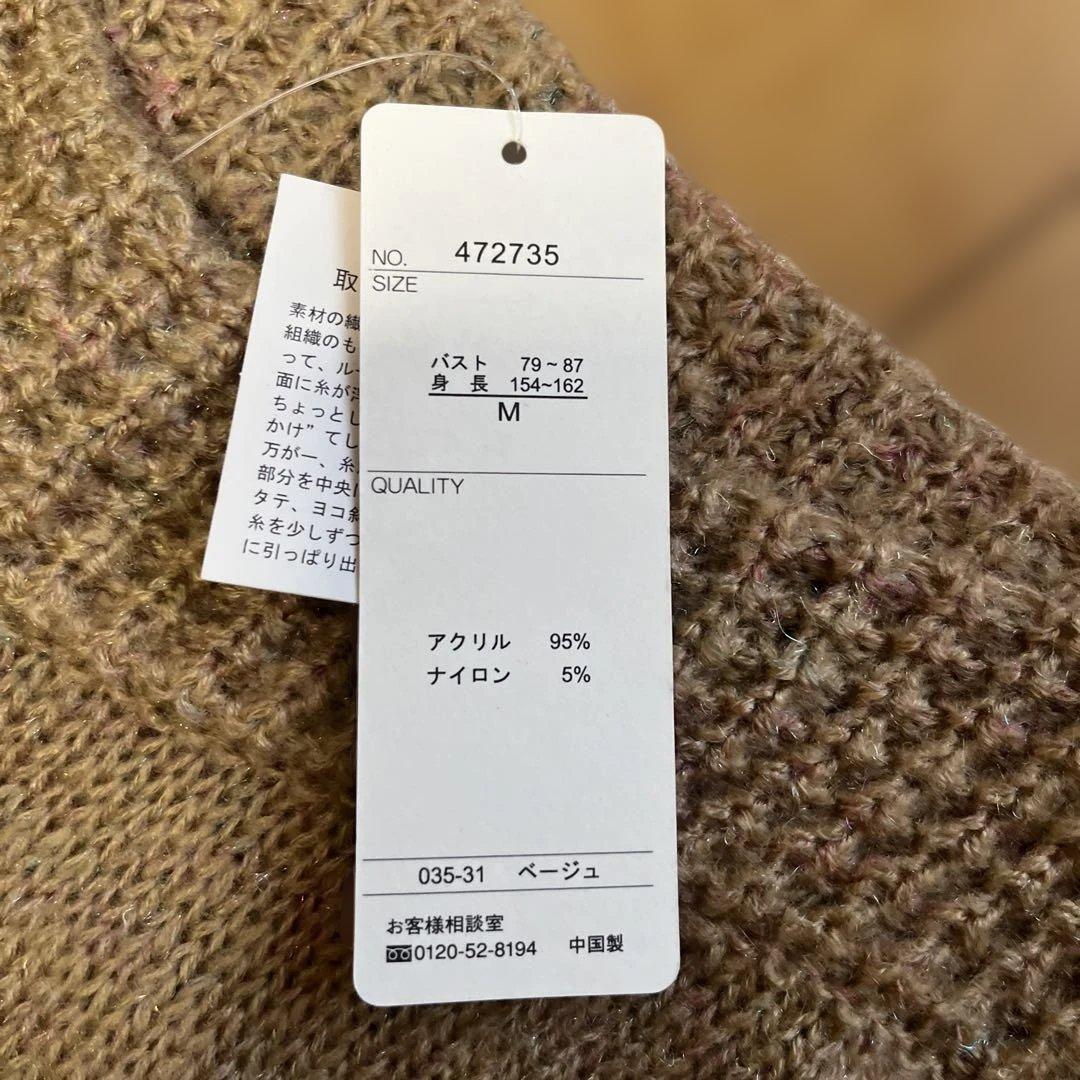 NO. 472735
SIZE
バスト 79~87
身長 154~162
M
QUALITY
アクリル 95%
ナイロン 5%
035-31 ベージュ
お客様相談室
0120-52-8194 中国製
取
素材の繊
組織のも
って、ルー
面に糸が浮
ちょっとし
かけ”てし
万が一、糸
部分を中央に
タテ、ヨコ斜
糸を少しずつ
に引っぱり出